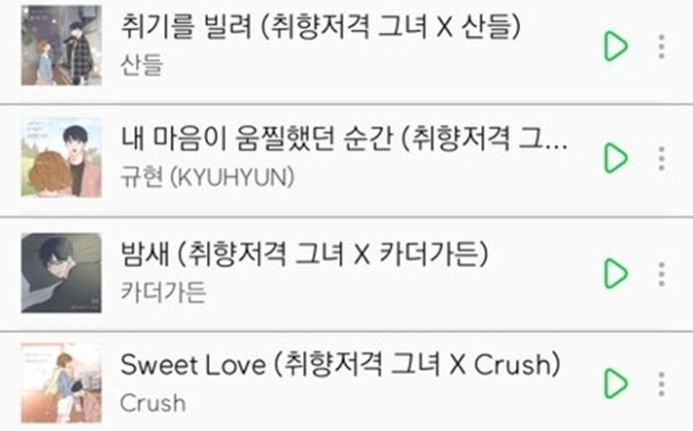 취기를 빌려 (취향저격 그녀 X 산들)
산들
내 마음이 움찔했던 순간 (취향저격 그...
규현 (KYUHYUN)
밤새 (취향저격 그녀 X 카더가든)
카더가든
Sweet Love (취향저격 그녀 X Crush)
Crush